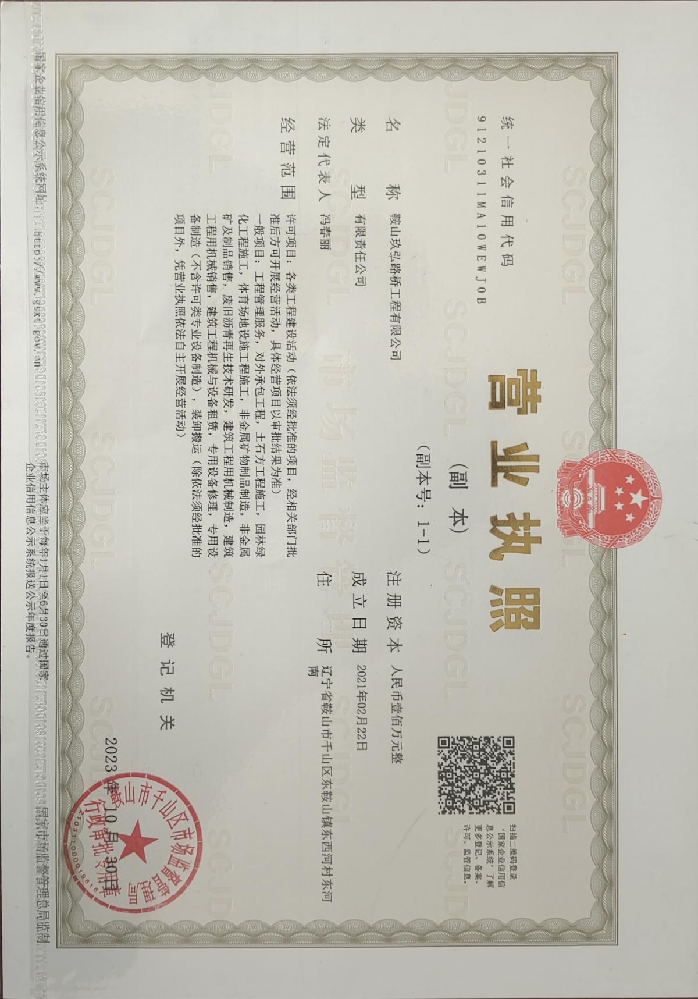 统一社会信用代码
91210311MA10WEWJ0B
营业执照
（副 本）
（副本号：1-1）
扫描二维码登录
‘国家企业信用信
息公示系统’了解
更多登记、备案、
许可、监管信息。
名称 鞍山玖弘路桥工程有限公司
类型 有限责任公司
法定代表人 冯春丽
经营范围 许可项目：各类工程建设活动（依法须经批准的项目，经相关部门批
准后方可开展经营活动，具体经营项目以审批结果为准）
一般项目：工程管理服务，对外承包工程，土石方工程施工，园林绿
化工程施工，体育场地设施工程施工，非金属矿物制品制造，非金属
矿及制品销售，废旧沥青再生技术研发，建筑工程用机械制造，建筑
工程用机械销售，建筑工程机械与设备租赁，专用设备修理，专用设
备制造（不含许可类专业设备制造），装卸搬运（除依法须经批准的
项目外，凭营业执照依法自主开展经营活动）
注册资本 人民币壹佰万元整
成立日期 2021年02月22日
住所 辽宁省鞍山市千山区东鞍山镇东西河村东河
南
登记机关
2023年10月30日
鞍山市千山区市场监督管理局
行政审批专用章
国家企业信用信息公示系统网址：http://www.gsxt.gov.cn
市场主体应当于每年1月1日至6月30日通过国家
企业信用信息公示系统报送公示年度报告。
国家市场监督管理总局监制
市场监督管理
SCJDGL